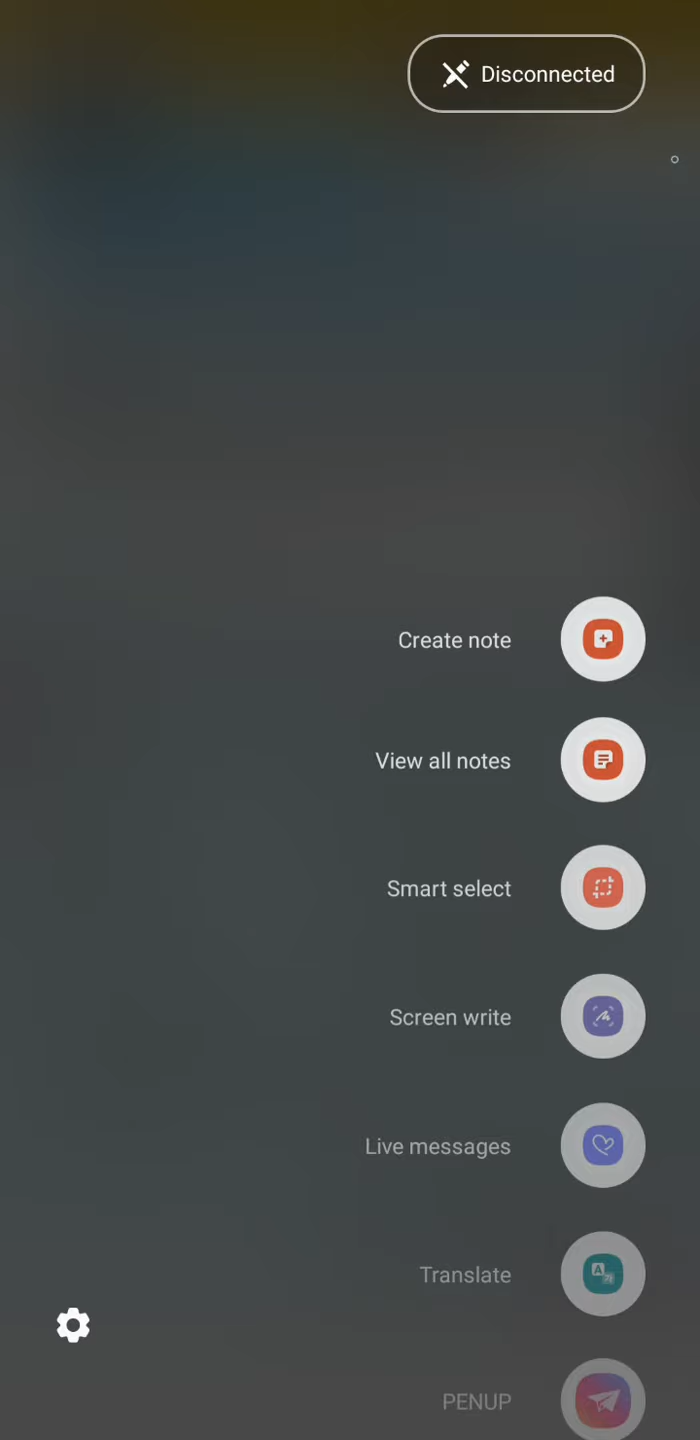 Disconnected
Create note
View all notes
Smart select
Screen write
Live messages
Translate
PENUP